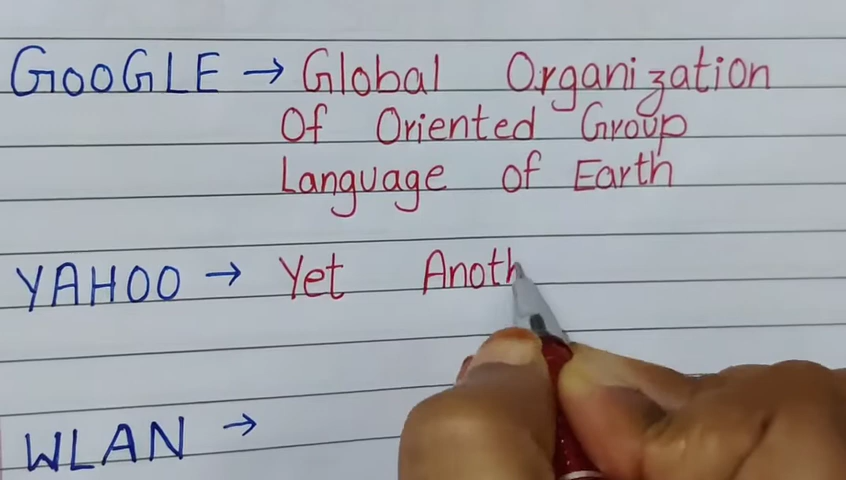 GOOGLE → Global Organization
Of Oriented Group
Language of Earth
YAHOO → Yet Anoth
WLAN →